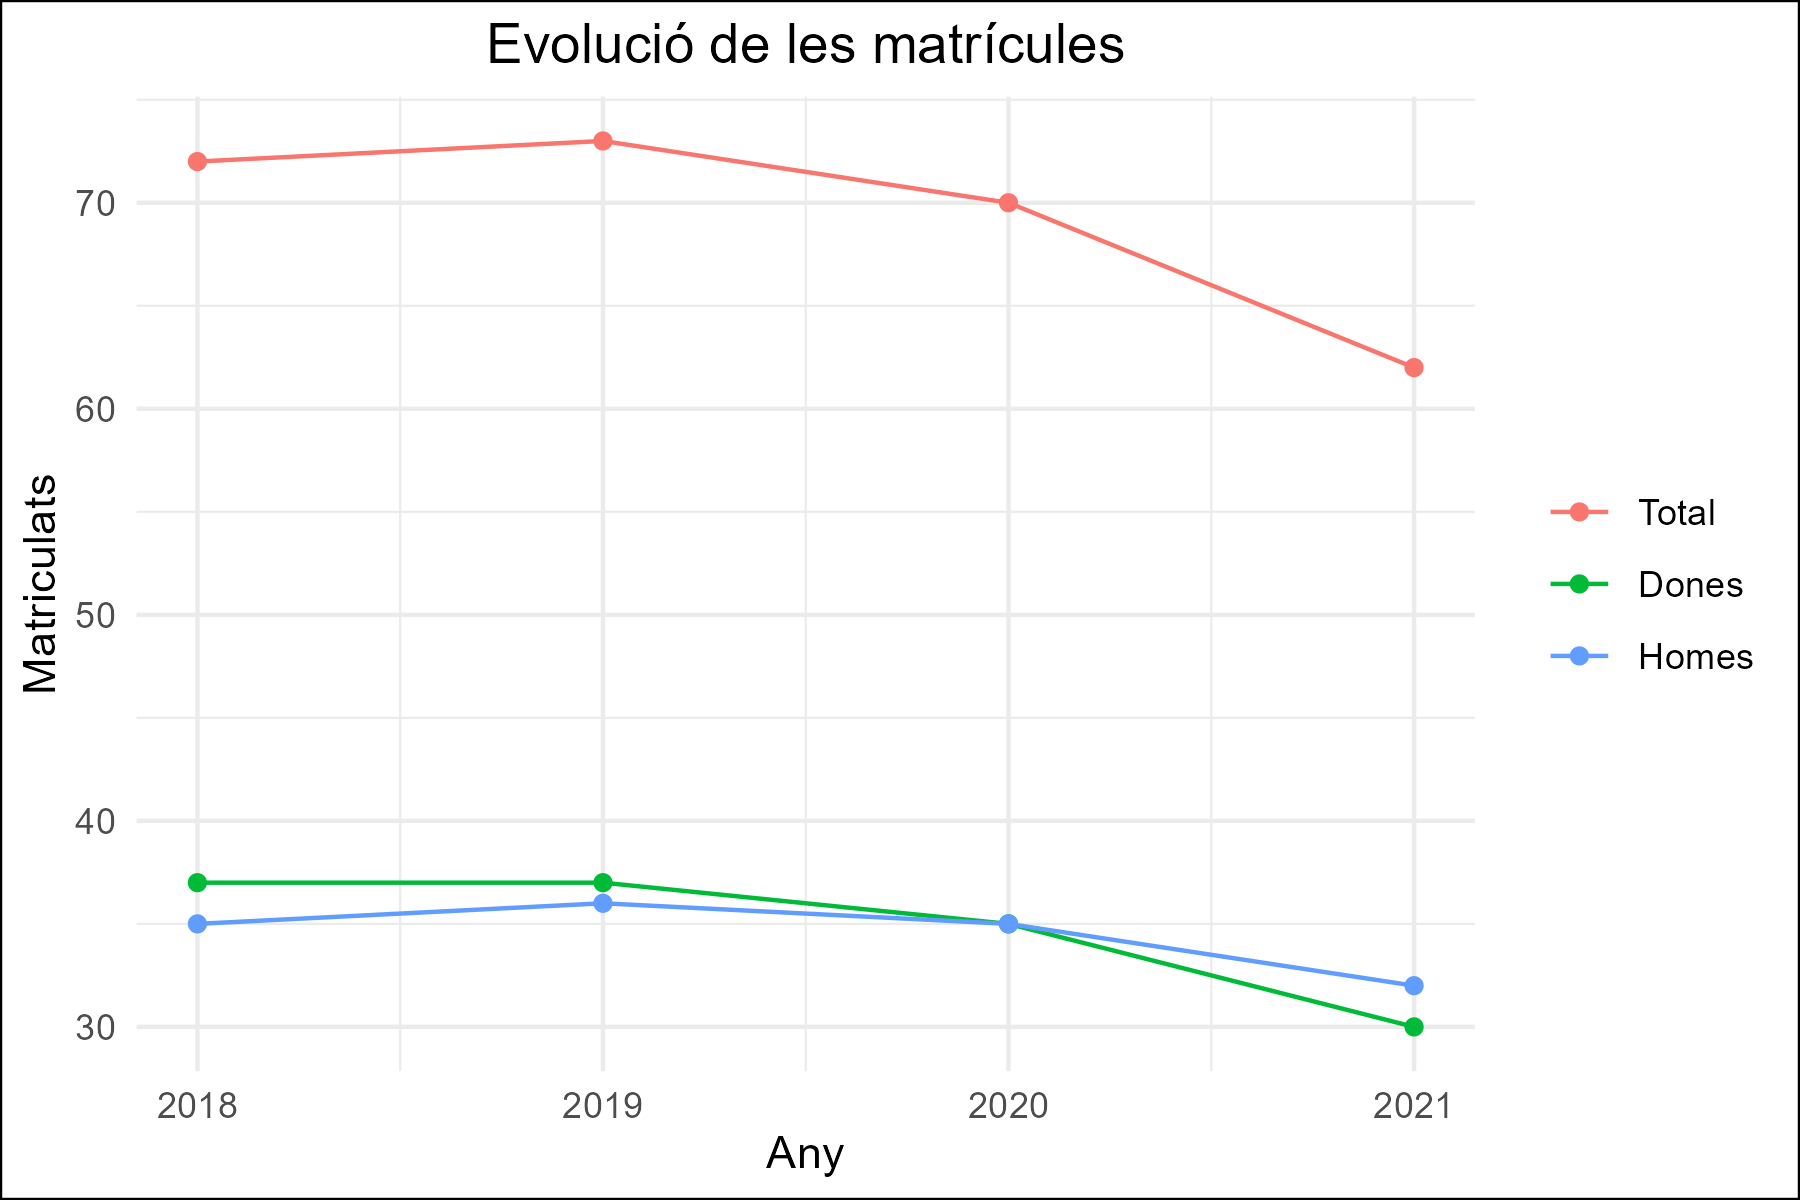 Evolució de les matrícules
Matriculats
70
60
50
40
30
2018 2019 2020 2021
Any
Total
Dones
Homes